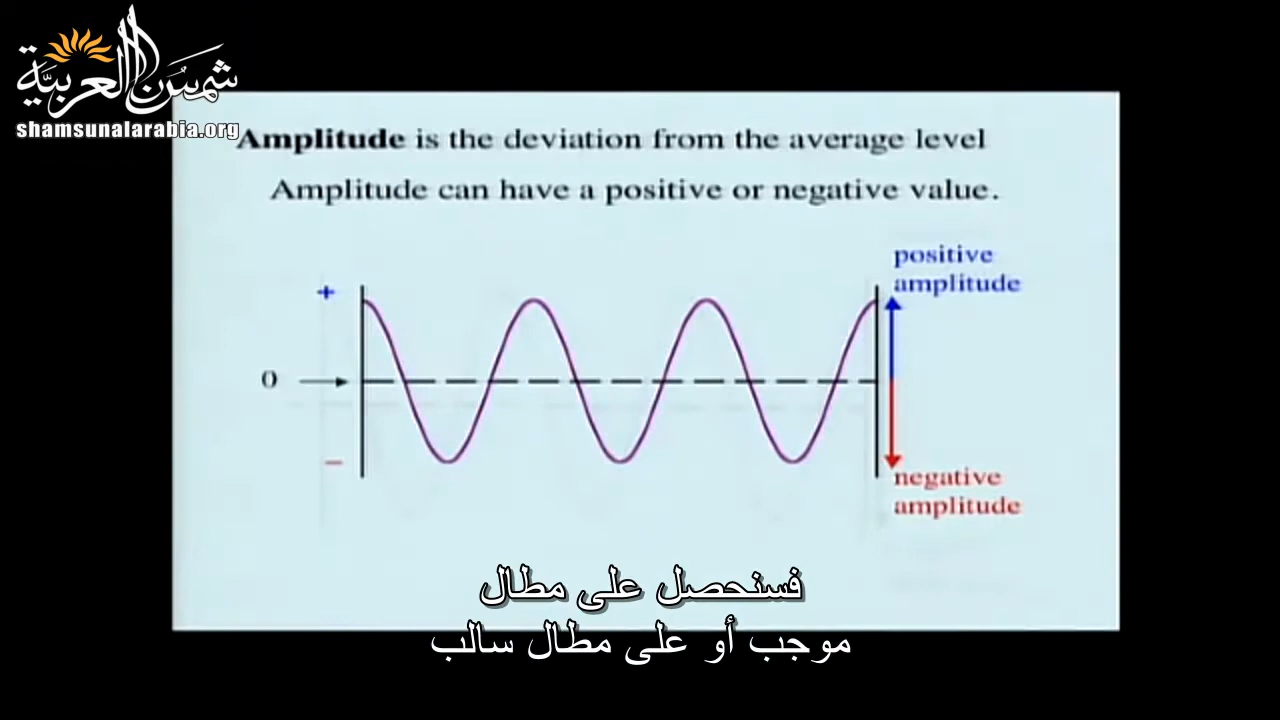 شمس العربية
shamsunalarabia.org
Amplitude is the deviation from the average level
Amplitude can have a positive or negative value.
positive
amplitude
+
0
–
negative
amplitude
فسنحصل على مطال
موجب أو على مطال سالب